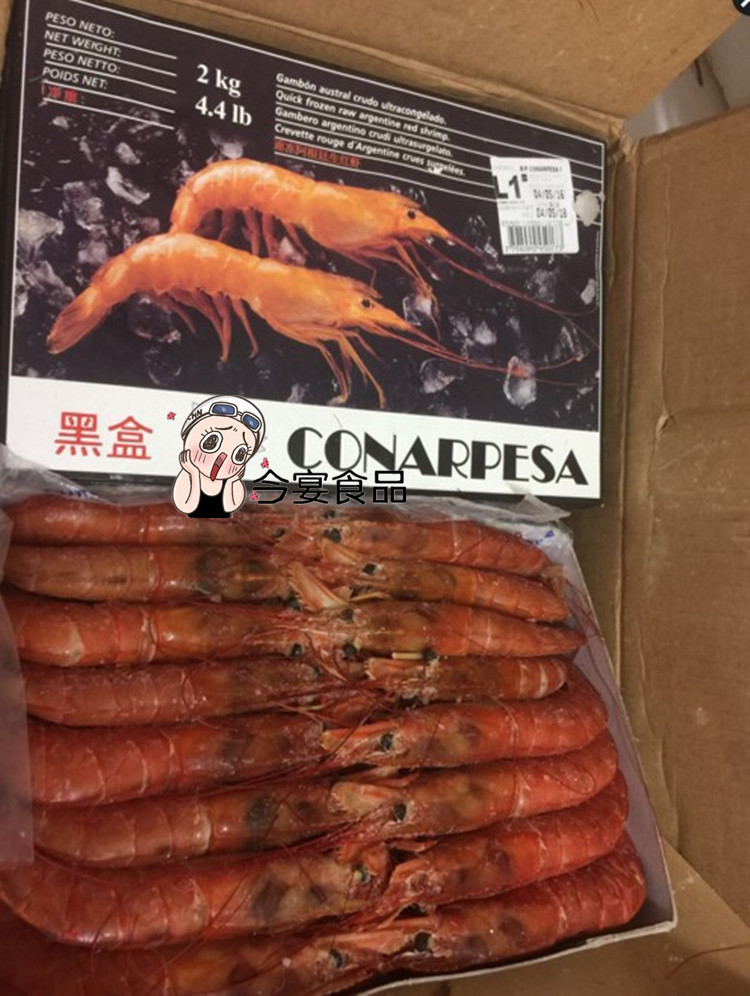 PESO NETO:
NET WEIGHT:
PESO NETTO:
POIDS NET:
净重:
2 kg
4.4 lb
Gambón austral crudo ultracongelado.
Quick frozen raw argentine red shrimp.
Gambero argentino crudi ultrasurgelato.
Crevette rouge d'Argentine crues surgelées.
L1
04/05/16
04/05/18
黑盒
CHN
CONARPESA
今宴食品